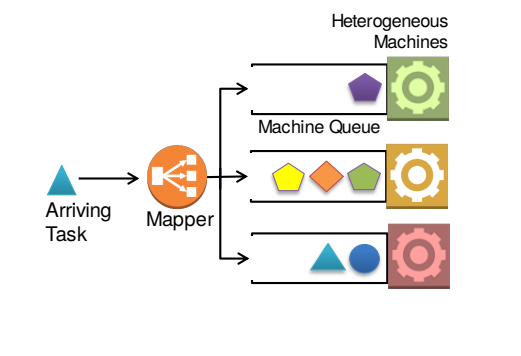 Heterogeneous
Machines
Machine Queue
Arriving
Task
Mapper